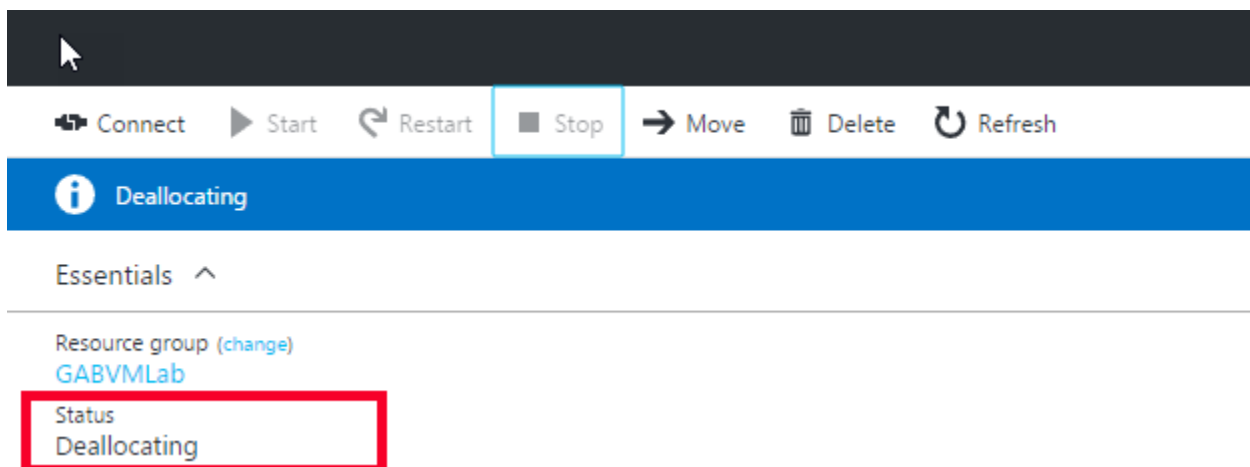 Connect Start Restart Stop Move Delete Refresh
Deallocating
Essentials
Resource group (change)
GABVMLab
Status
Deallocating